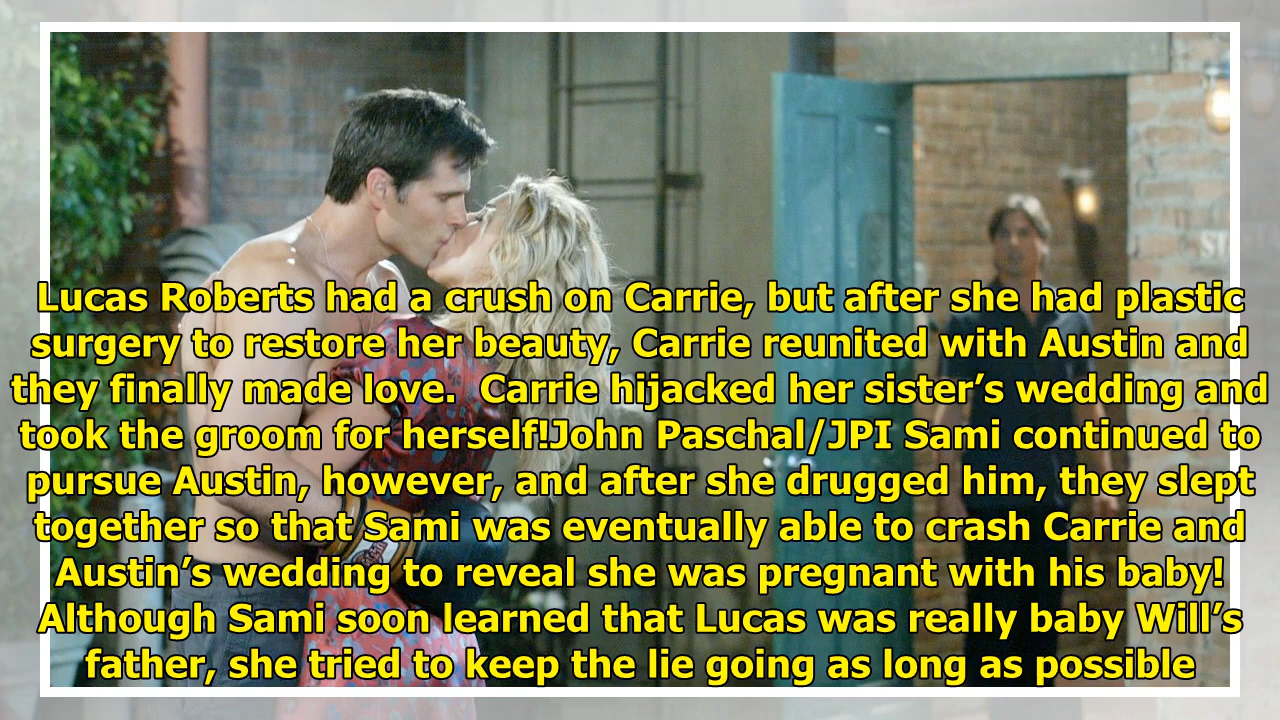 Lucas Roberts had a crush on Carrie, but after she had plastic
surgery to restore her beauty, Carrie reunited with Austin and
they finally made love.  Carrie hijacked her sister’s wedding and
took the groom for herself!John Paschal/JPI Sami continued to
pursue Austin, however, and after she drugged him, they slept
together so that Sami was eventually able to crash Carrie and
Austin’s wedding to reveal she was pregnant with his baby!
Although Sami soon learned that Lucas was really baby Will’s
father, she tried to keep the lie going as long as possible